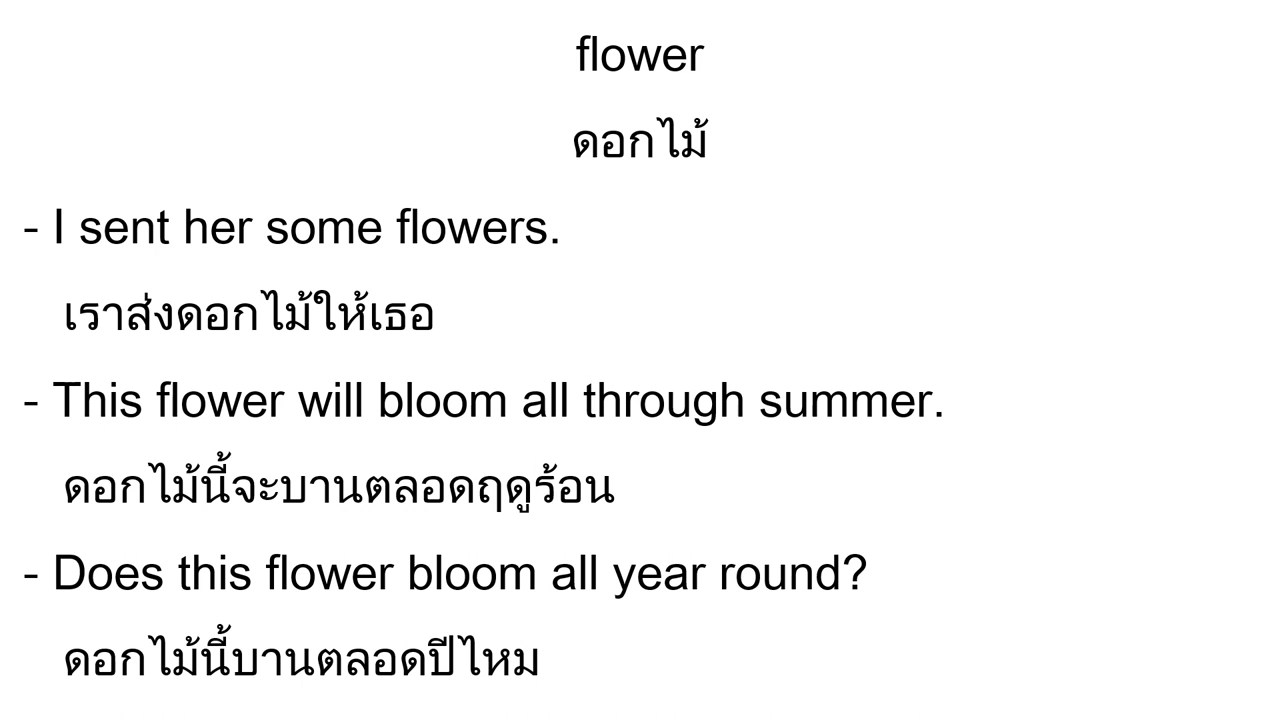 flower
ดอกไม้
- I sent her some flowers.
เราส่งดอกไม้ให้เธอ
- This flower will bloom all through summer.
ดอกไม้นี้จะบานตลอดฤดูร้อน
- Does this flower bloom all year round?
ดอกไม้นี้บานตลอดปีไหม